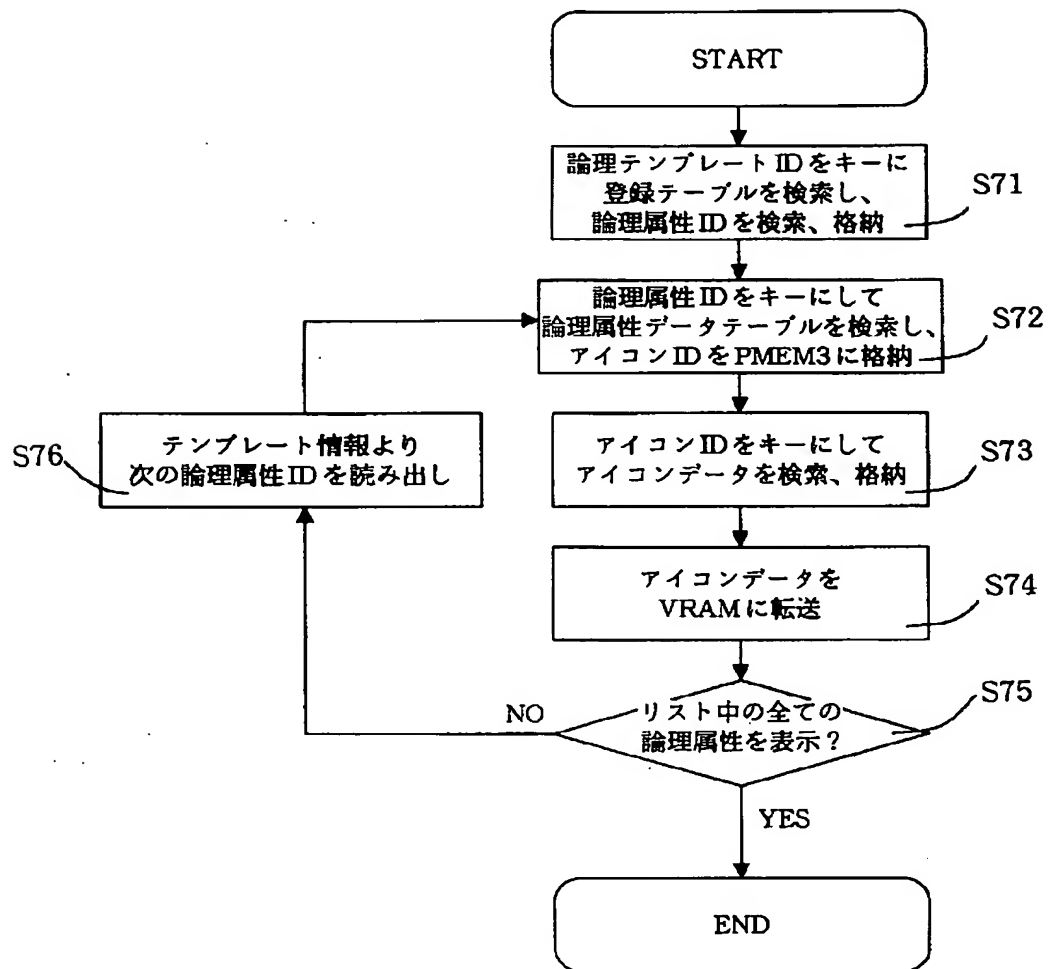 START
論理テンプレートIDをキーに
登録テーブルを検索し、
論理属性IDを検索、格納
S71
論理属性IDをキーにして
論理属性データテーブルを検索し、
アイコンIDをPMEM3に格納
S72
アイコンIDをキーにして
アイコンデータを検索、格納
S73
テンプレート情報より
次の論理属性IDを読み出し
S76
アイコンデータを
VRAMに転送
S74
リスト中の全ての
論理属性を表示?
S75
NO
YES
END